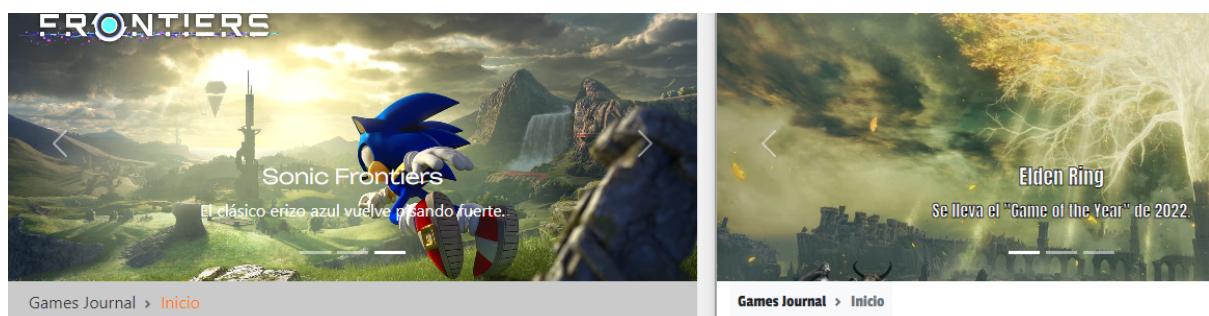 FRONTIERS
Sonic Frontiers
El clásico erizo azul vuelve pisando fuerte.
Games Journal > Inicio
Elden Ring
Se lleva el "Game of the Year" de 2022.
Games Journal > Inicio